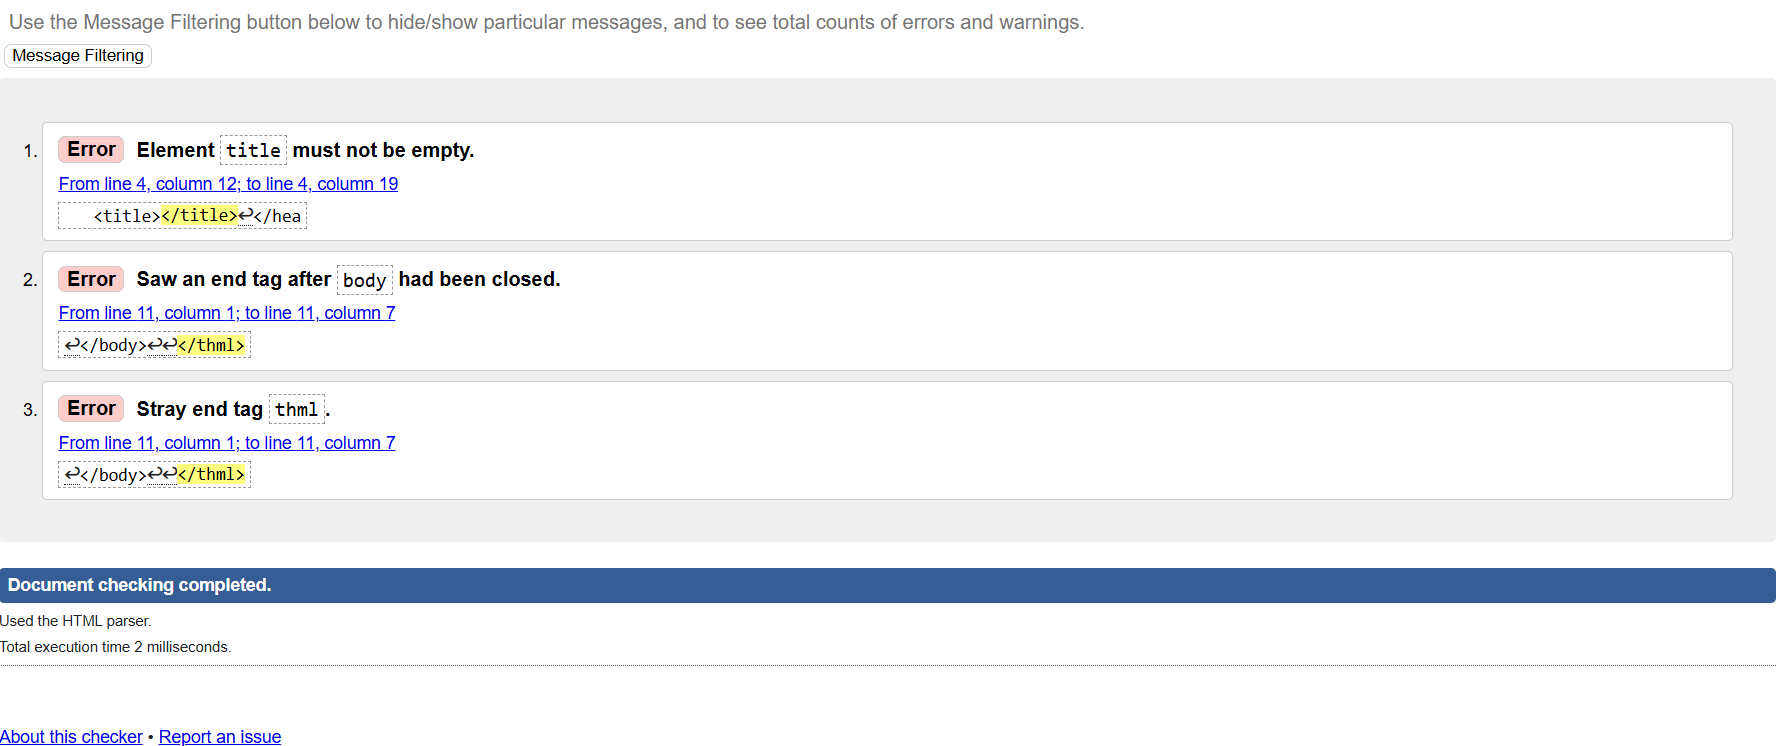 Use the Message Filtering button below to hide/show particular messages, and to see total counts of errors and warnings.
Message Filtering
1. Error Element title must not be empty.
From line 4, column 12; to line 4, column 19
<title></title>↩</hea
2. Error Saw an end tag after body had been closed.
From line 11, column 1; to line 11, column 7
↩</body>↩↩</thml>
3. Error Stray end tag thml.
From line 11, column 1; to line 11, column 7
↩</body>↩↩</thml>
Document checking completed.
Used the HTML parser.
Total execution time 2 milliseconds.
About this checker • Report an issue